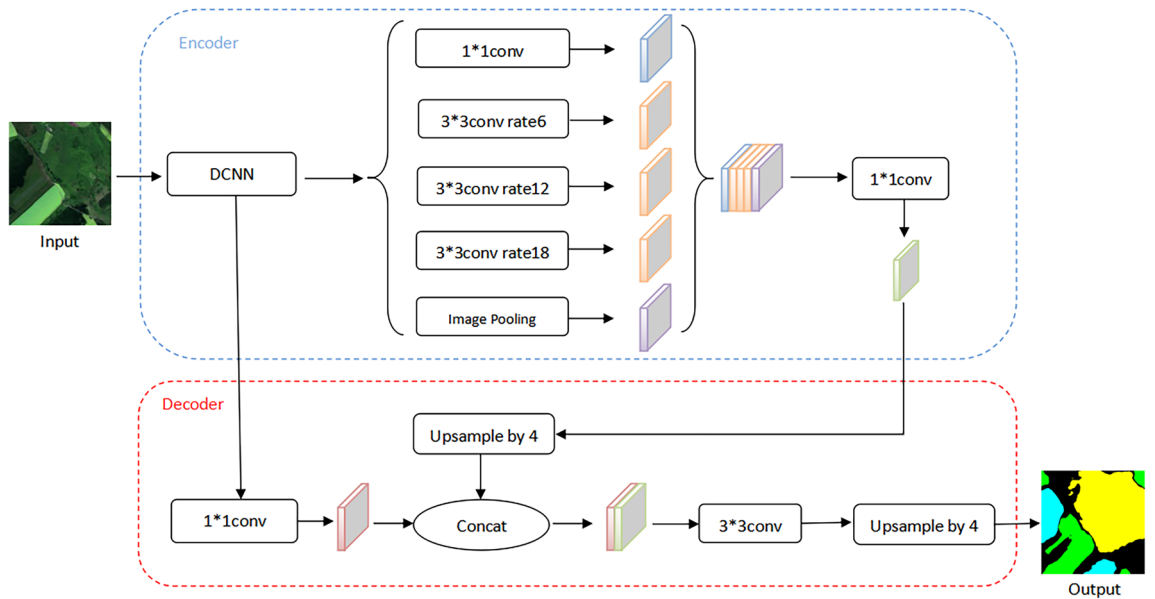 Encoder
1*1conv
3*3conv rate6
DCNN
3*3conv rate12
1*1conv
3*3conv rate18
Input
Image Pooling
Decoder
Upsample by 4
1*1conv
Concat
3*3conv
Upsample by 4
Output